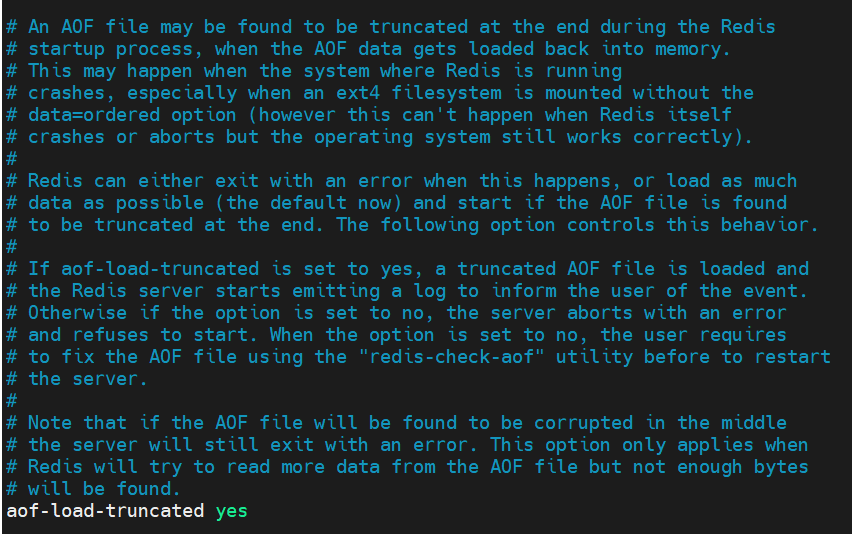 # An AOF file may be found to be truncated at the end during the Redis
# startup process, when the AOF data gets loaded back into memory.
# This may happen when the system where Redis is running
# crashes, especially when an ext4 filesystem is mounted without the
# data=ordered option (however this can't happen when Redis itself
# crashes or aborts but the operating system still works correctly).
#
# Redis can either exit with an error when this happens, or load as much
# data as possible (the default now) and start if the AOF file is found
# to be truncated at the end. The following option controls this behavior.
#
# If aof-load-truncated is set to yes, a truncated AOF file is loaded and
# the Redis server starts emitting a log to inform the user of the event.
# Otherwise if the option is set to no, the server aborts with an error
# and refuses to start. When the option is set to no, the user requires
# to fix the AOF file using the "redis-check-aof" utility before to restart
# the server.
#
# Note that if the AOF file will be found to be corrupted in the middle
# the server will still exit with an error. This option only applies when
# Redis will try to read more data from the AOF file but not enough bytes
# will be found.
aof-load-truncated yes